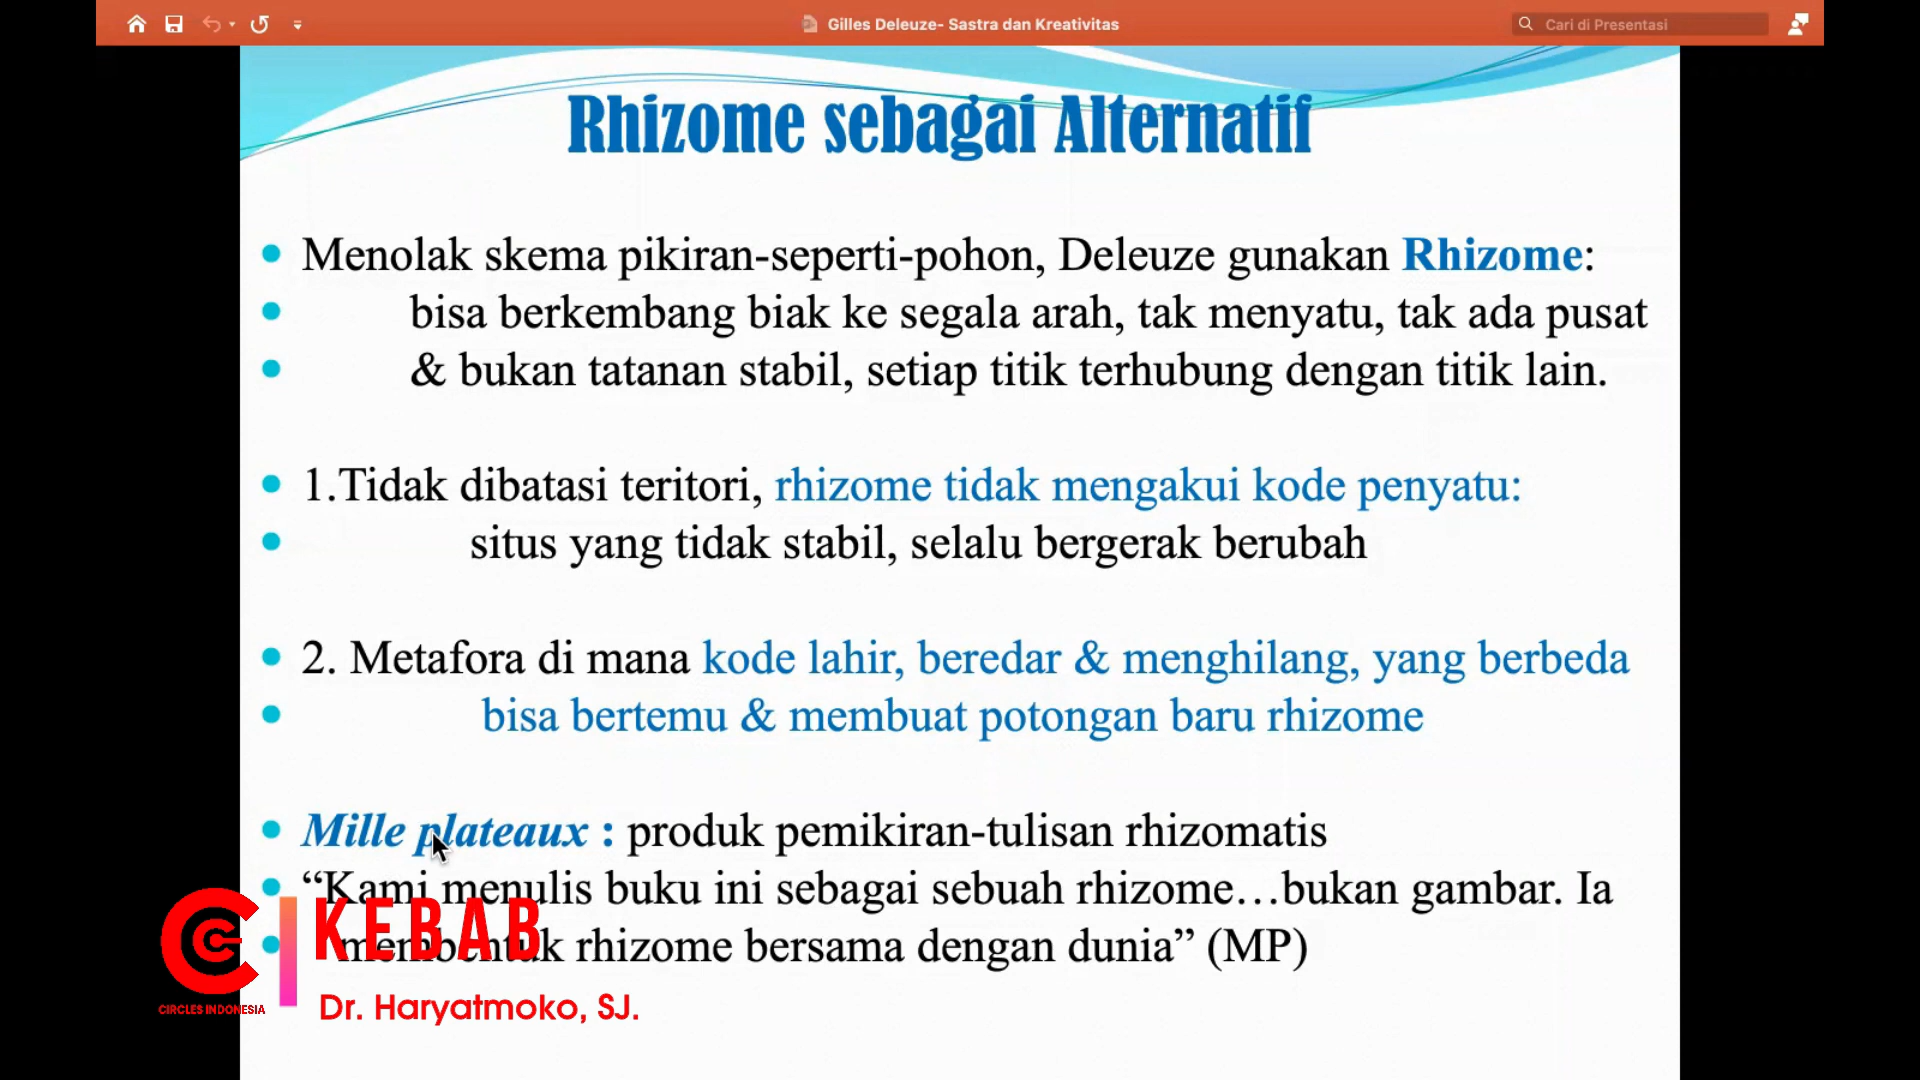 Gilles Deleuze- Sastra dan Kreativitas
Cari di Presentasi
Rhizome sebagai Alternatif
Menolak skema pikiran-seperti-pohon, Deleuze gunakan Rhizome:
bisa berkembang biak ke segala arah, tak menyatu, tak ada pusat
& bukan tatanan stabil, setiap titik terhubung dengan titik lain.
1.Tidak dibatasi teritori, rhizome tidak mengakui kode penyatu:
situs yang tidak stabil, selalu bergerak berubah
2. Metafora di mana kode lahir, beredar & menghilang, yang berbeda
bisa bertemu & membuat potongan baru rhizome
Mille plateaux : produk pemikiran-tulisan rhizomatis
“Kami menulis buku ini sebagai sebuah rhizome…bukan gambar. Ia
membentuk rhizome bersama dengan dunia” (MP)
KEBAB
Dr. Haryatmoko, SJ.
CIRCLES INDONESIA